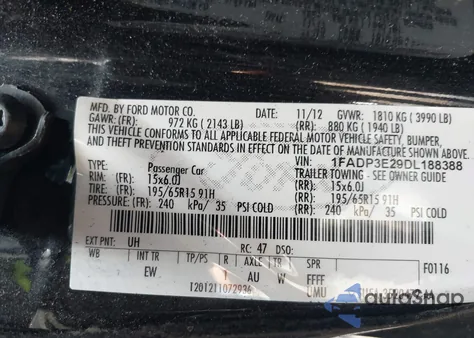 MFD. BY FORD MOTOR CO. DATE: 11/12 GVWR: 1810 KG ( 3990 LB)
GAWR: (FR) 972 KG ( 2143 LB) (RR): 880 KG ( 1940 LB)
THIS VEHICLE CONFORMS TO ALL APPLICABLE FEDERAL MOTOR VEHICLE SAFETY, BUMPER,
AND THEFT PREVENTION STANDARDS IN EFFECT ON THE DATE OF MANUFACTURE SHOWN ABOVE.
VIN: 1FADP3E29DL188388
TYPE: Passenger Car TRAILER TOWING - SEE OWNER GUIDE
RIM: (FR) 15x6.0J (RR): 15x6.0J
TIRE: (FR) 195/65R15 91H (RR): 195/65R15 91H
PRESSURE: (FR) 240 kPa/ 35 PSI COLD (RR): 240 kPa/ 35 PSI COLD
EXT PNT: UH RC: 47 DSO: F0116
WB INT TR TP/PS R AXLE TR SPR
EW I AU W FFFF
UMU
autosnap